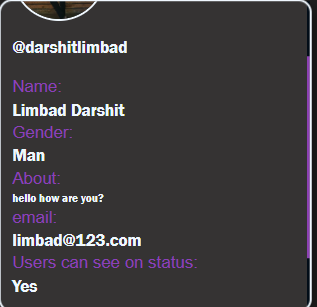 @darshitlimbad
Name:
Limbad Darshit
Gender:
Man
About:
hello how are you?
email:
limbad@123.com
Users can see on status:
Yes